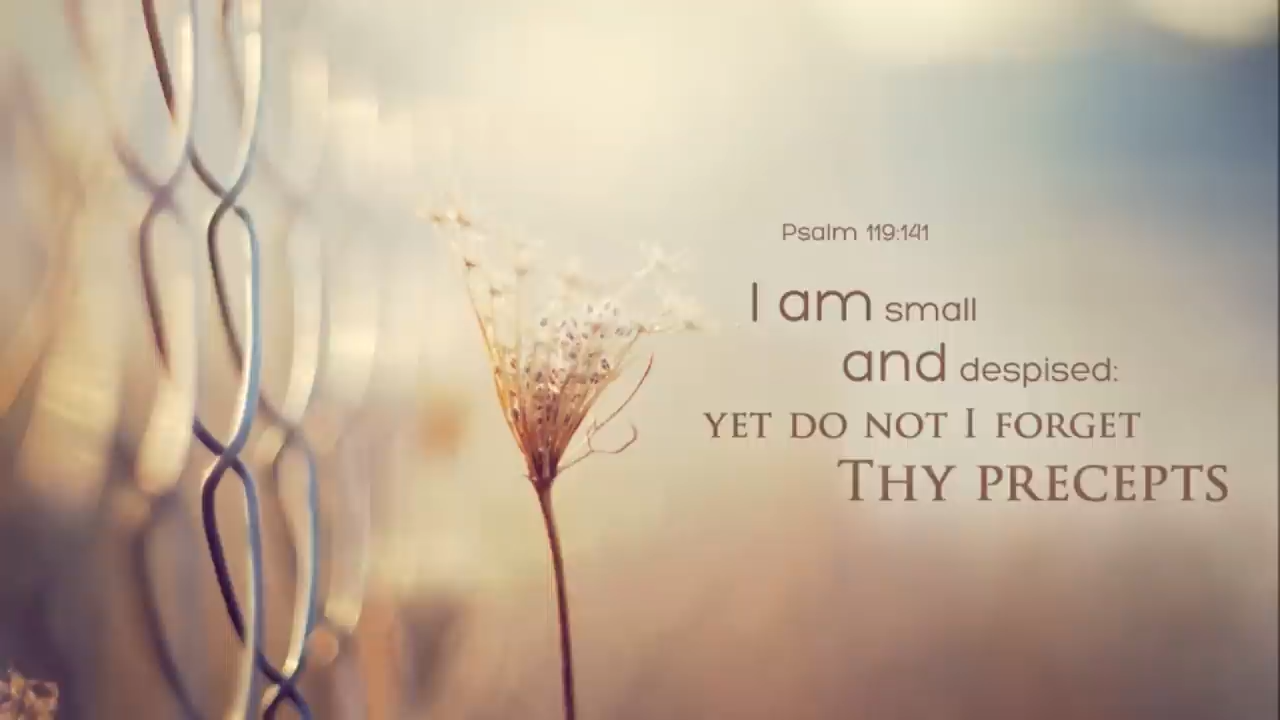 Psalm 119:141
I am small
and despised:
YET DO NOT I FORGET
THY PRECEPTS